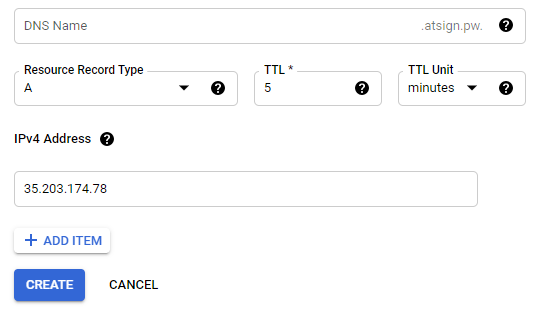 DNS Name .atsign.pw.
Resource Record Type TTL * TTL Unit
A 5 minutes
IPv4 Address
35.203.174.78
ADD ITEM
CREATE CANCEL